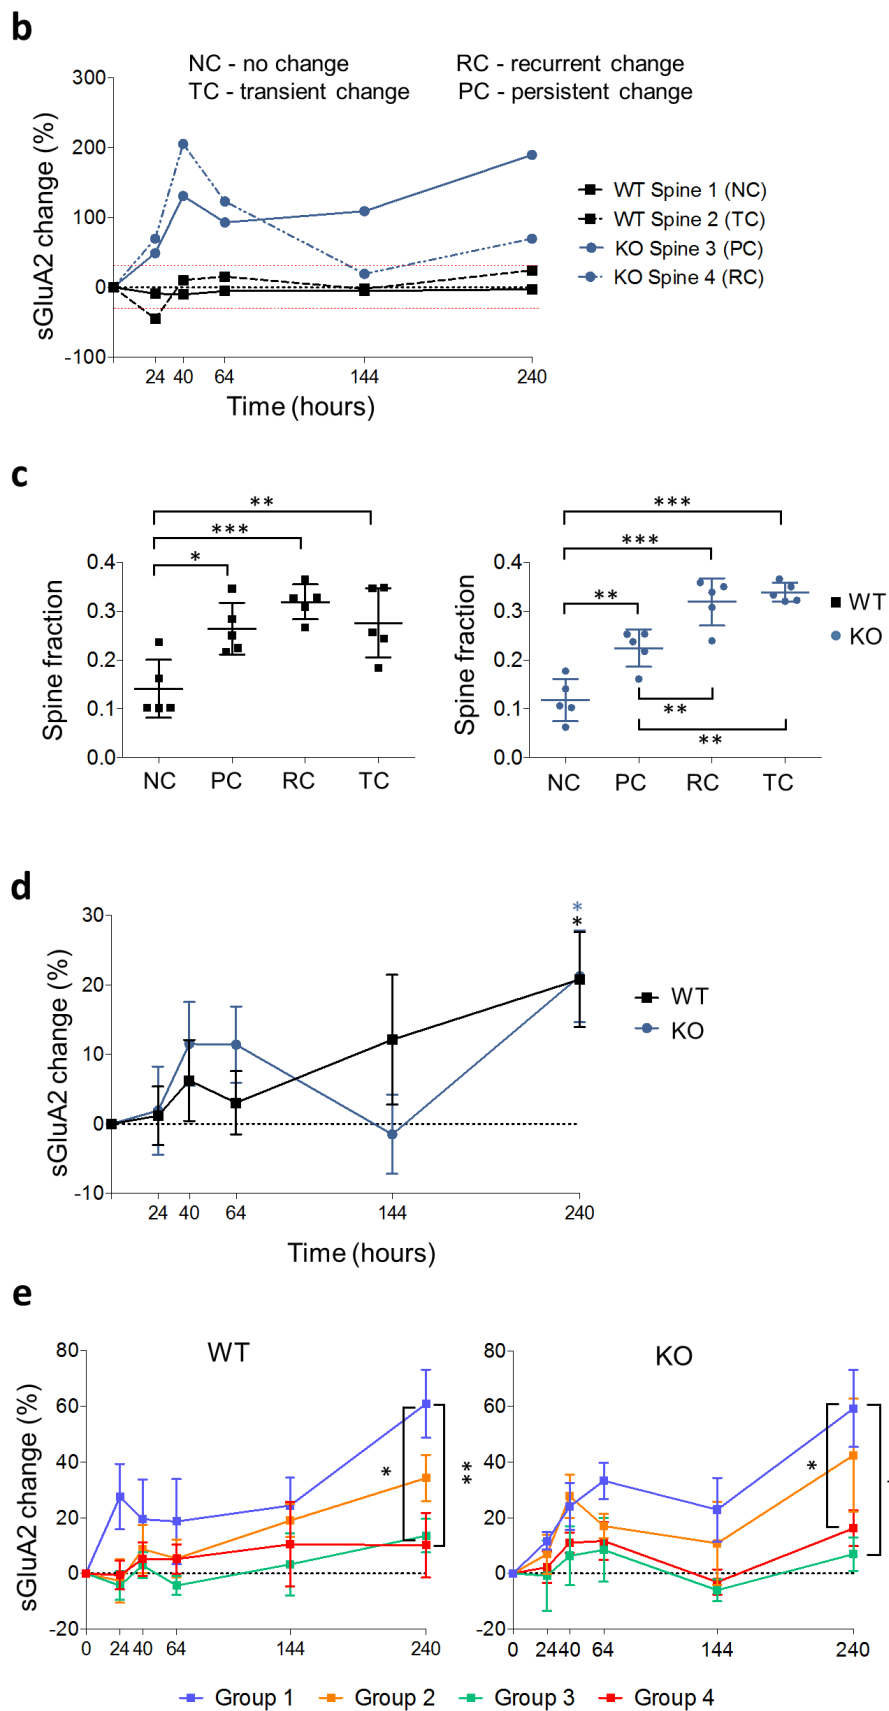 b
NC - no change
RC - recurrent change
TC - transient change
PC - persistent change
sGluA2 change (%)
300
200
100
0
-100
24 40 64 144 240
Time (hours)
WT Spine 1 (NC)
WT Spine 2 (TC)
KO Spine 3 (PC)
KO Spine 4 (RC)
c
**
***
*
Spine fraction
0.4
0.3
0.2
0.1
0.0
NC PC RC TC
***
***
**
Spine fraction
0.4
0.3
0.2
0.1
0.0
**
**
NC PC RC TC
WT
KO
d
*
*
sGluA2 change (%)
30
20
10
0
-10
24 40 64 144 240
Time (hours)
WT
KO
e
WT
sGluA2 change (%)
80
60
40
20
0
-20
0 24 40 64 144 240
*
**
KO
80
60
40
20
0
-20
0 24 40 64 144 240
*
Group 1 Group 2 Group 3 Group 4